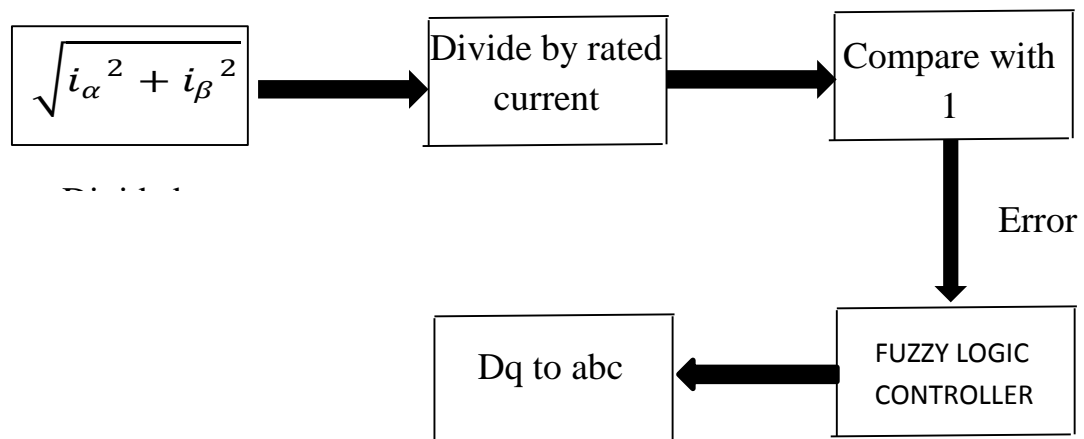 √(iα² + iβ²)
Divide by rated
current
Compare with
1
Error
FUZZY LOGIC
CONTROLLER
Dq to abc